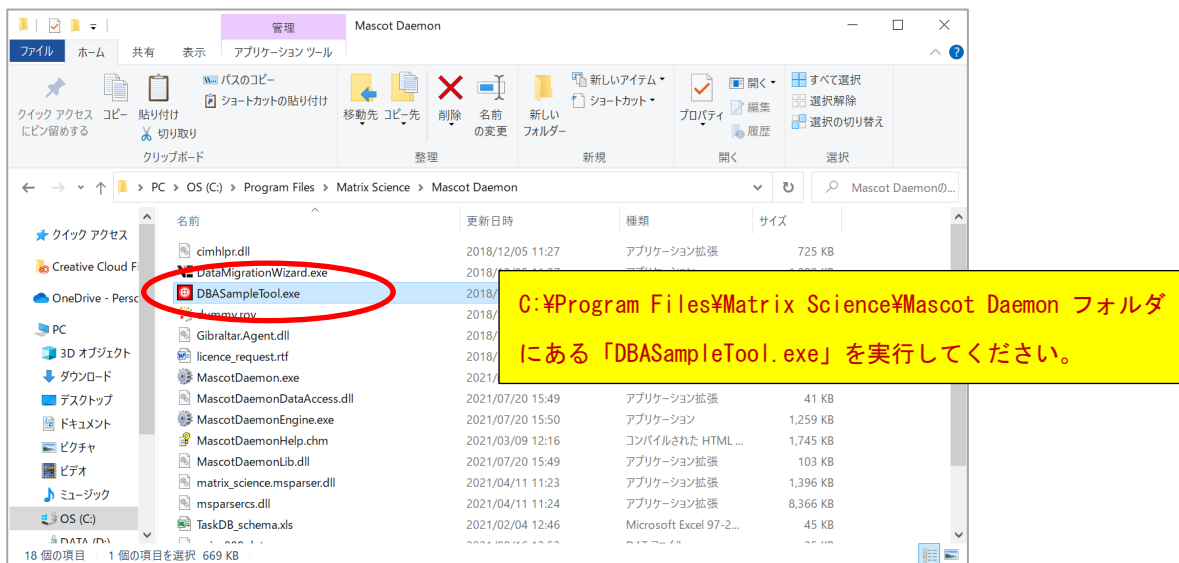 管理
Mascot Daemon
ファイル ホーム 共有 表示 アプリケーション ツール
クイック アクセス
にピン留めする
コピー
貼り付け
パスのコピー
ショートカットの貼り付け
切り取り
クリップボード
移動先
コピー先
削除
名前
の変更
整理
新しい
フォルダー
新しいアイテム
ショートカット
新規
プロパティ
開く
編集
履歴
開く
すべて選択
選択解除
選択の切り替え
選択
PC > OS (C:) > Program Files > Matrix Science > Mascot Daemon
Mascot Daemonの...
クイック アクセス
Creative Cloud
OneDrive - Perso
PC
3D オブジェクト
ダウンロード
デスクトップ
ドキュメント
ピクチャ
ビデオ
ミュージック
OS (C:)
DATA (D:)
名前 更新日時 種類 サイズ
cimhlpr.dll 2018/12/05 11:27 アプリケーション拡張 725 KB
DataMigrationWizard.exe
DBASampleTool.exe 2018/
dummy.rov 2018/
Gibraltar.Agent.dll 2018/
licence_request.rtf 2018/
MascotDaemon.exe 2021/
MascotDaemonDataAccess.dll 2021/07/20 15:49 アプリケーション拡張 41 KB
MascotDaemonEngine.exe 2021/07/20 15:50 アプリケーション 1,259 KB
MascotDaemonHelp.chm 2021/03/09 12:16 コンパイルされた HTML ... 1,745 KB
MascotDaemonLib.dll 2021/07/20 15:49 アプリケーション拡張 103 KB
matrix_science.msparser.dll 2021/04/11 11:23 アプリケーション拡張 1,396 KB
msparsercs.dll 2021/04/11 11:24 アプリケーション拡張 8,366 KB
TaskDB_schema.xls 2021/02/04 12:46 Microsoft Excel 97-2... 45 KB
C:¥Program Files¥Matrix Science¥Mascot Daemon フォルダ
にある「DBASampleTool.exe」を実行してください。
18 個の項目 1 個の項目を選択 669 KB